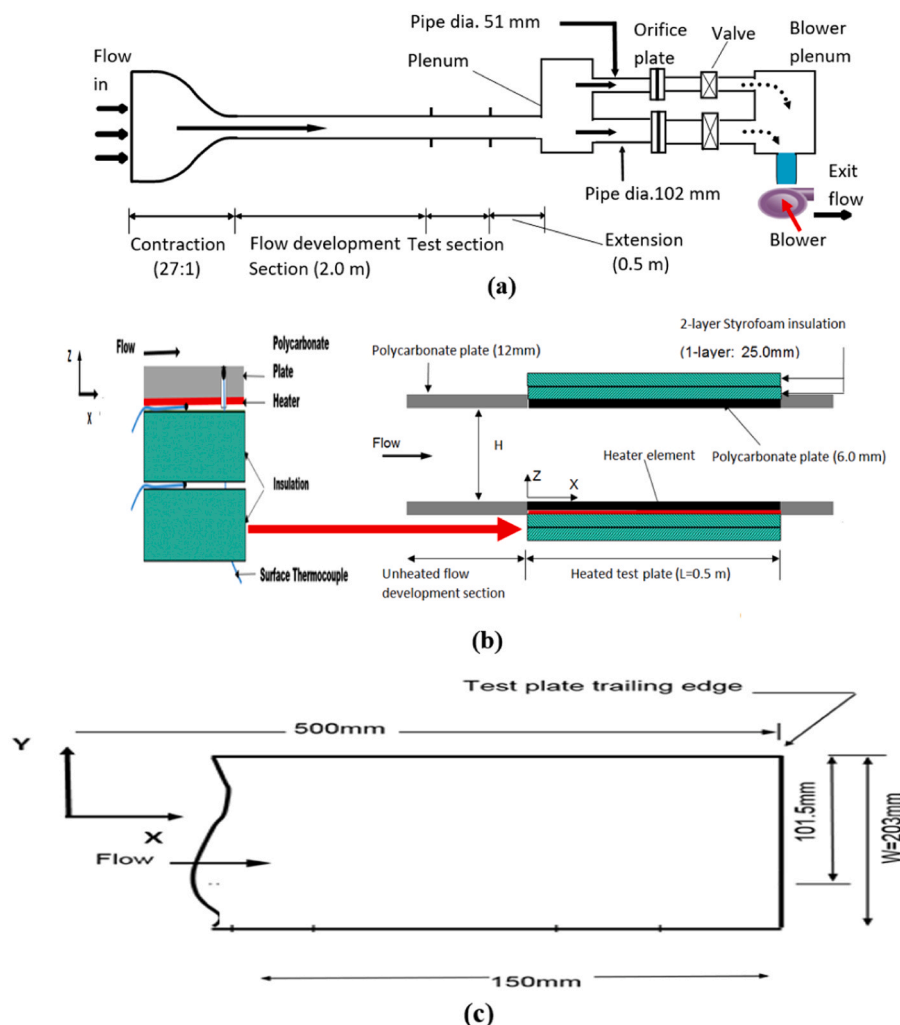 Flow
in
Pipe dia. 51 mm
Plenum
Orifice
plate
Valve
Blower
plenum
Pipe dia.102 mm
Exit
flow
Blower
Contraction
(27:1)
Flow development
Section (2.0 m)
Test section
Extension
(0.5 m)
(a)
Z
X
Flow
Polycarbonate
Plate
Heater
Insulation
Surface Thermocouple
Polycarbonate plate (12mm)
2-layer Styrofoam insulation
(1-layer: 25.0mm)
Flow
H
Heater element
Polycarbonate plate (6.0 mm)
Z
X
Unheated flow
development section
Heated test plate (L=0.5 m)
(b)
Test plate trailing edge
500mm
Y
X
Flow
101.5mm
W=203mm
150mm
(c)